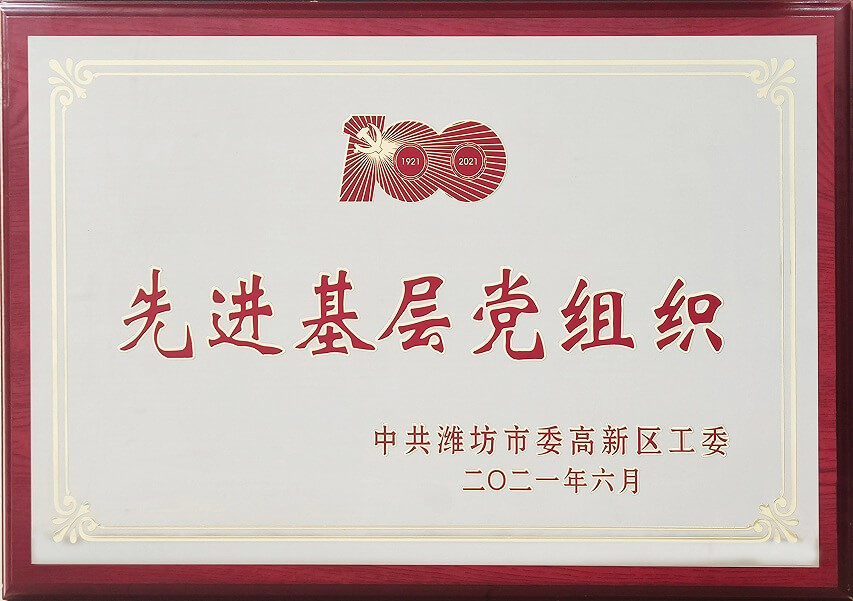 100
1921 2021
先进基层党组织
中共潍坊市委高新区工委
二〇二一年六月